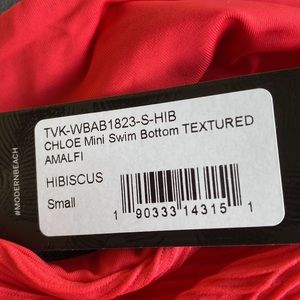 TVK-WBAB1823-S-HIB
CHLOE Mini Swim Bottom TEXTURED
AMALFI
HIBISCUS
Small
1 90333 14315 1
#MODERNBEACH